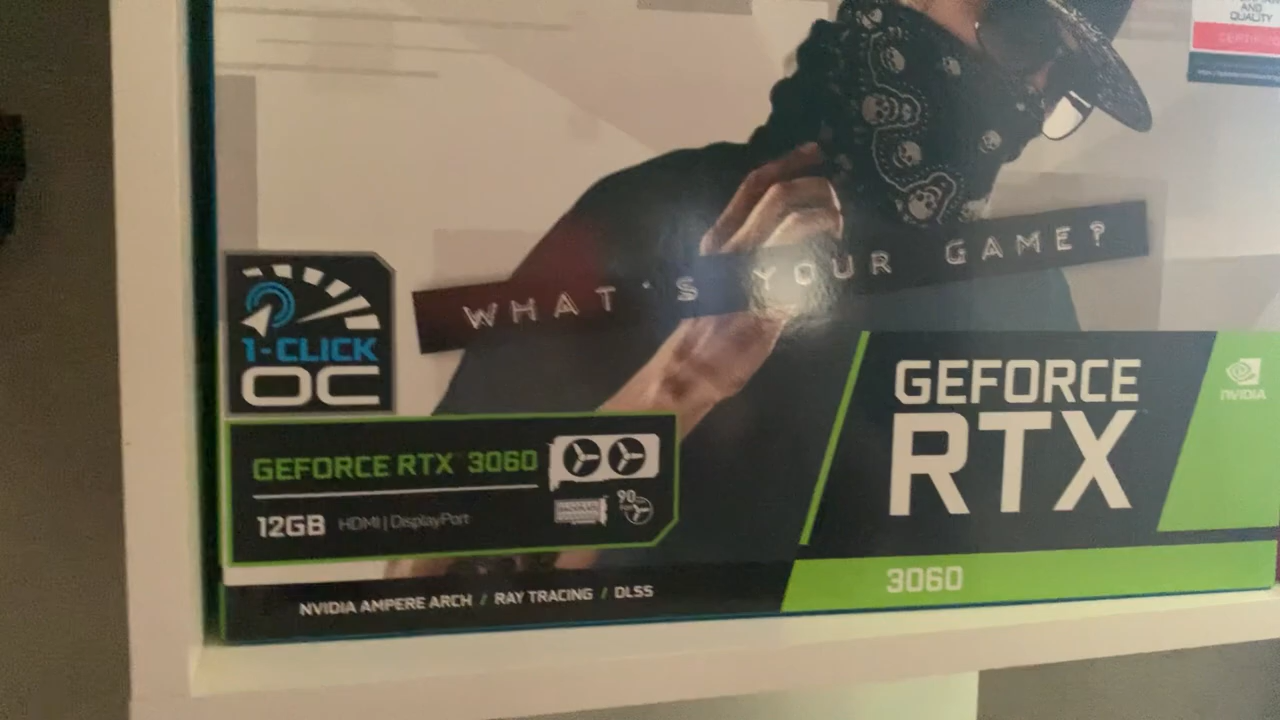 AND
QUALITY
WHAT'S YOUR GAME?
1-CLICK
OC
GEFORCE RTX 3060
12GB HDMI | DisplayPort
90
GEFORCE
RTX
NVIDIA
3060
NVIDIA AMPERE ARCH / RAY TRACING / DLSS